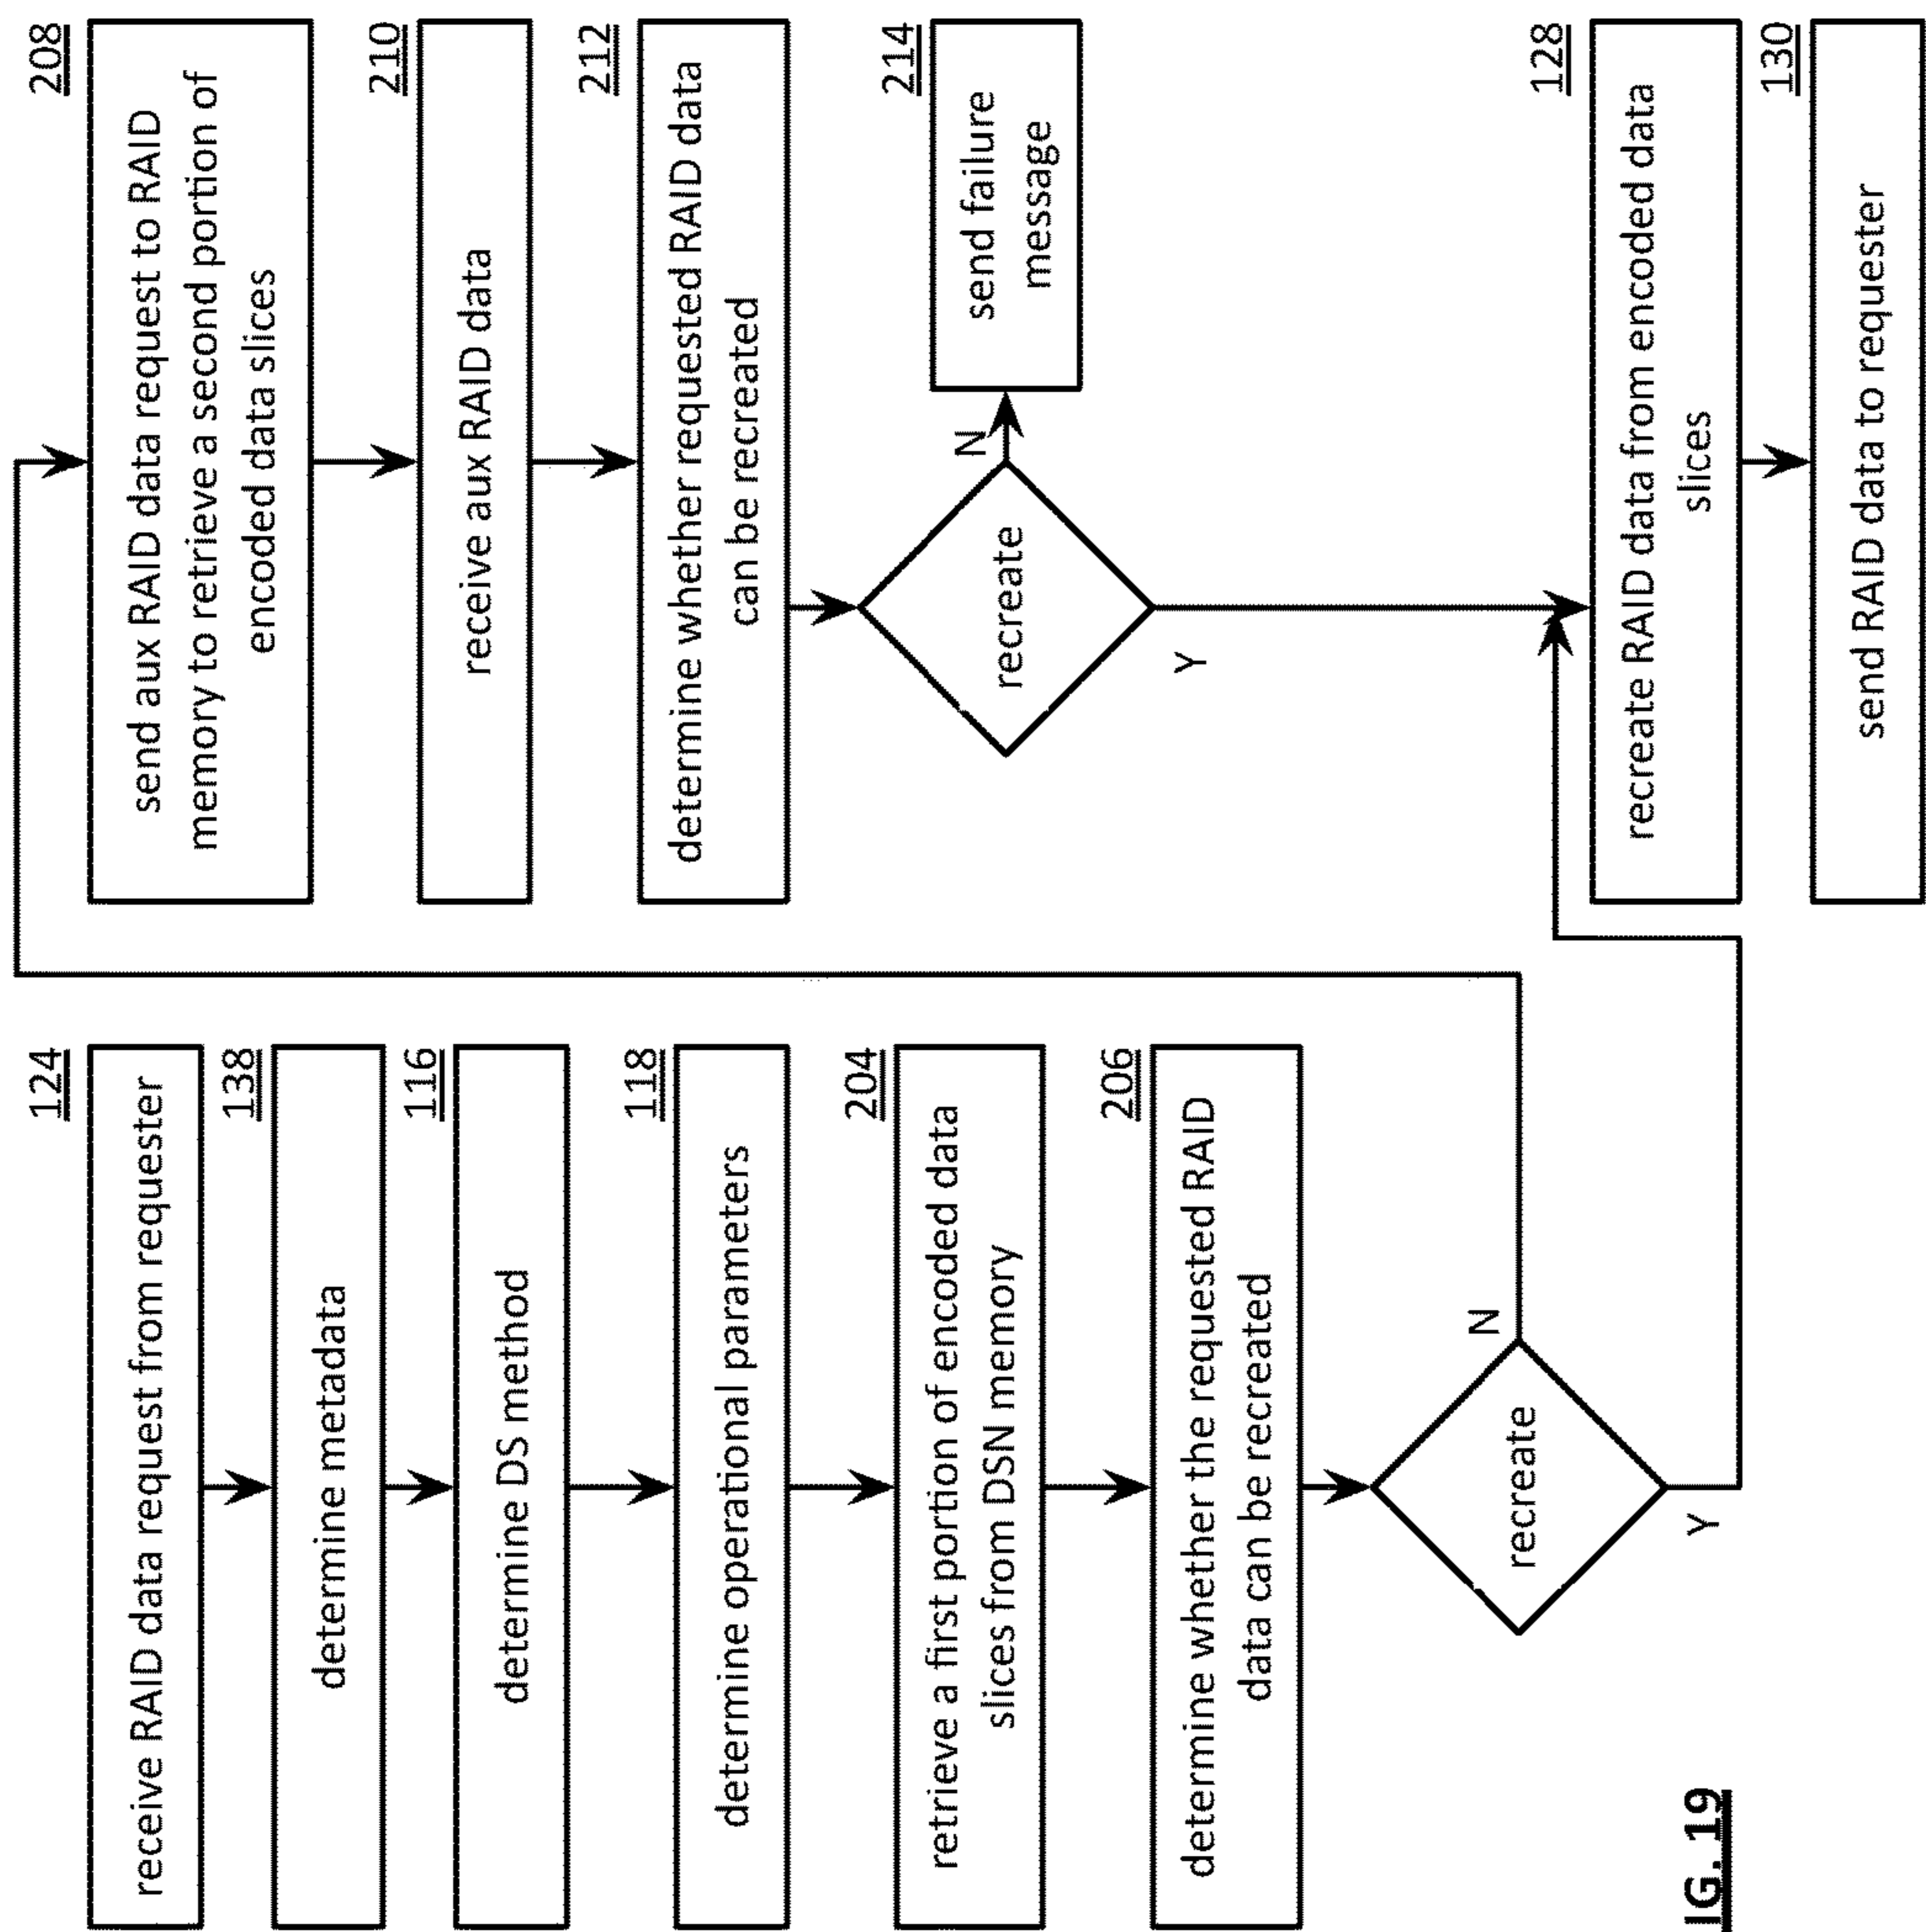 124
receive RAID data request from requester
138
determine metadata
116
determine DS method
118
determine operational parameters
204
retrieve a first portion of encoded data
slices from DSN memory
206
determine whether the requested RAID
data can be recreated
recreate
N
Y
208
send aux RAID data request to RAID
memory to retrieve a second portion of
encoded data slices
210
receive aux RAID data
212
determine whether requested RAID data
can be recreated
recreate
N
214
send failure
message
Y
128
recreate RAID data from encoded data
slices
130
send RAID data to requester
IG. 19